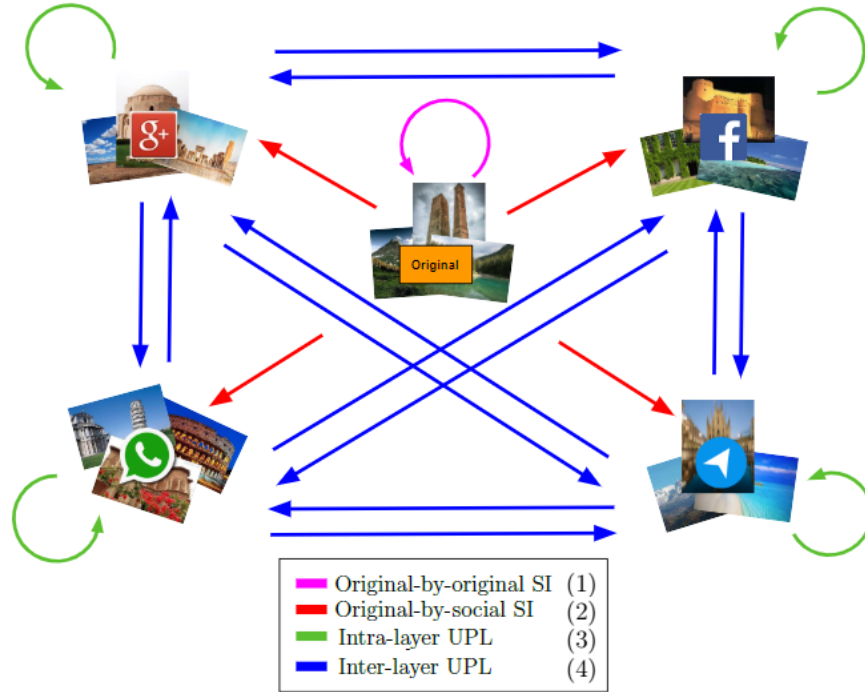 g+
f
Original
Original-by-original SI (1)
Original-by-social SI (2)
Intra-layer UPL (3)
Inter-layer UPL (4)